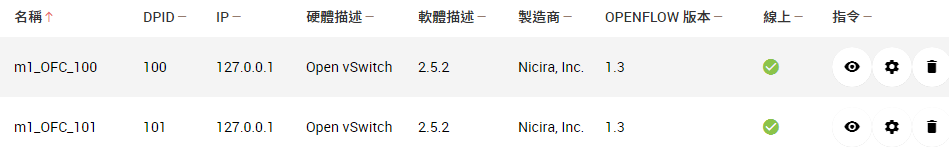 名稱 DPID IP 硬體描述 軟體描述 製造商 OPENFLOW 版本 線上 指令
m1_OFC_100 100 127.0.0.1 Open vSwitch 2.5.2 Nicira, Inc. 1.3
m1_OFC_101 101 127.0.0.1 Open vSwitch 2.5.2 Nicira, Inc. 1.3